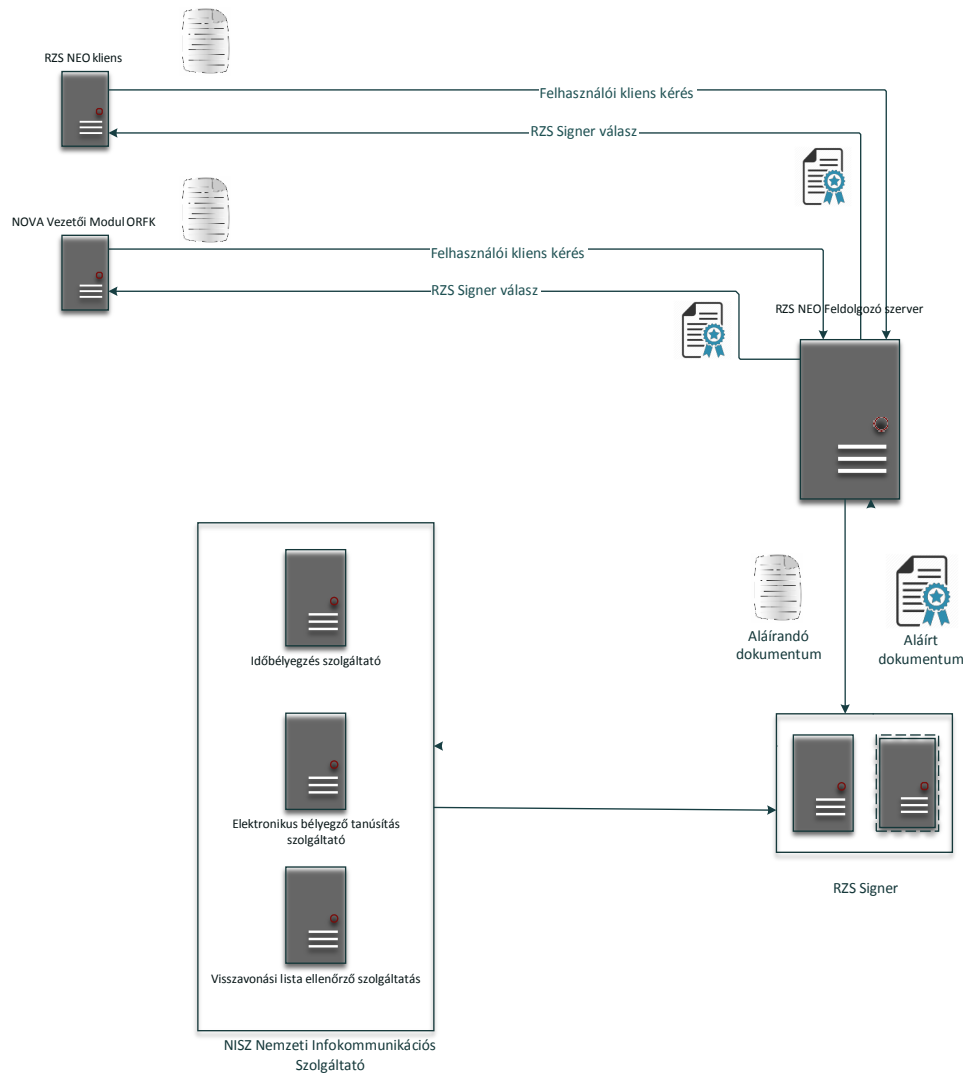 RZS NEO kliens
Felhasználói kliens kérés
RZS Signer válasz
NOVA Vezetői Modul ORFK
Felhasználói kliens kérés
RZS Signer válasz
RZS NEO Feldolgozó szerver
Aláírandó
dokumentum
Aláírt
dokumentum
Időbélyegzés szolgáltató
Elektronikus bélyegző tanúsítás
szolgáltató
Visszavonási lista ellenőrző szolgáltatás
RZS Signer
NISZ Nemzeti Infokommunikációs
Szolgáltató